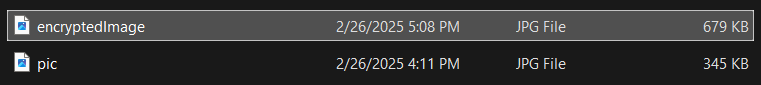 encryptedImage 2/26/2025 5:08 PM JPG File 679 KB
pic 2/26/2025 4:11 PM JPG File 345 KB